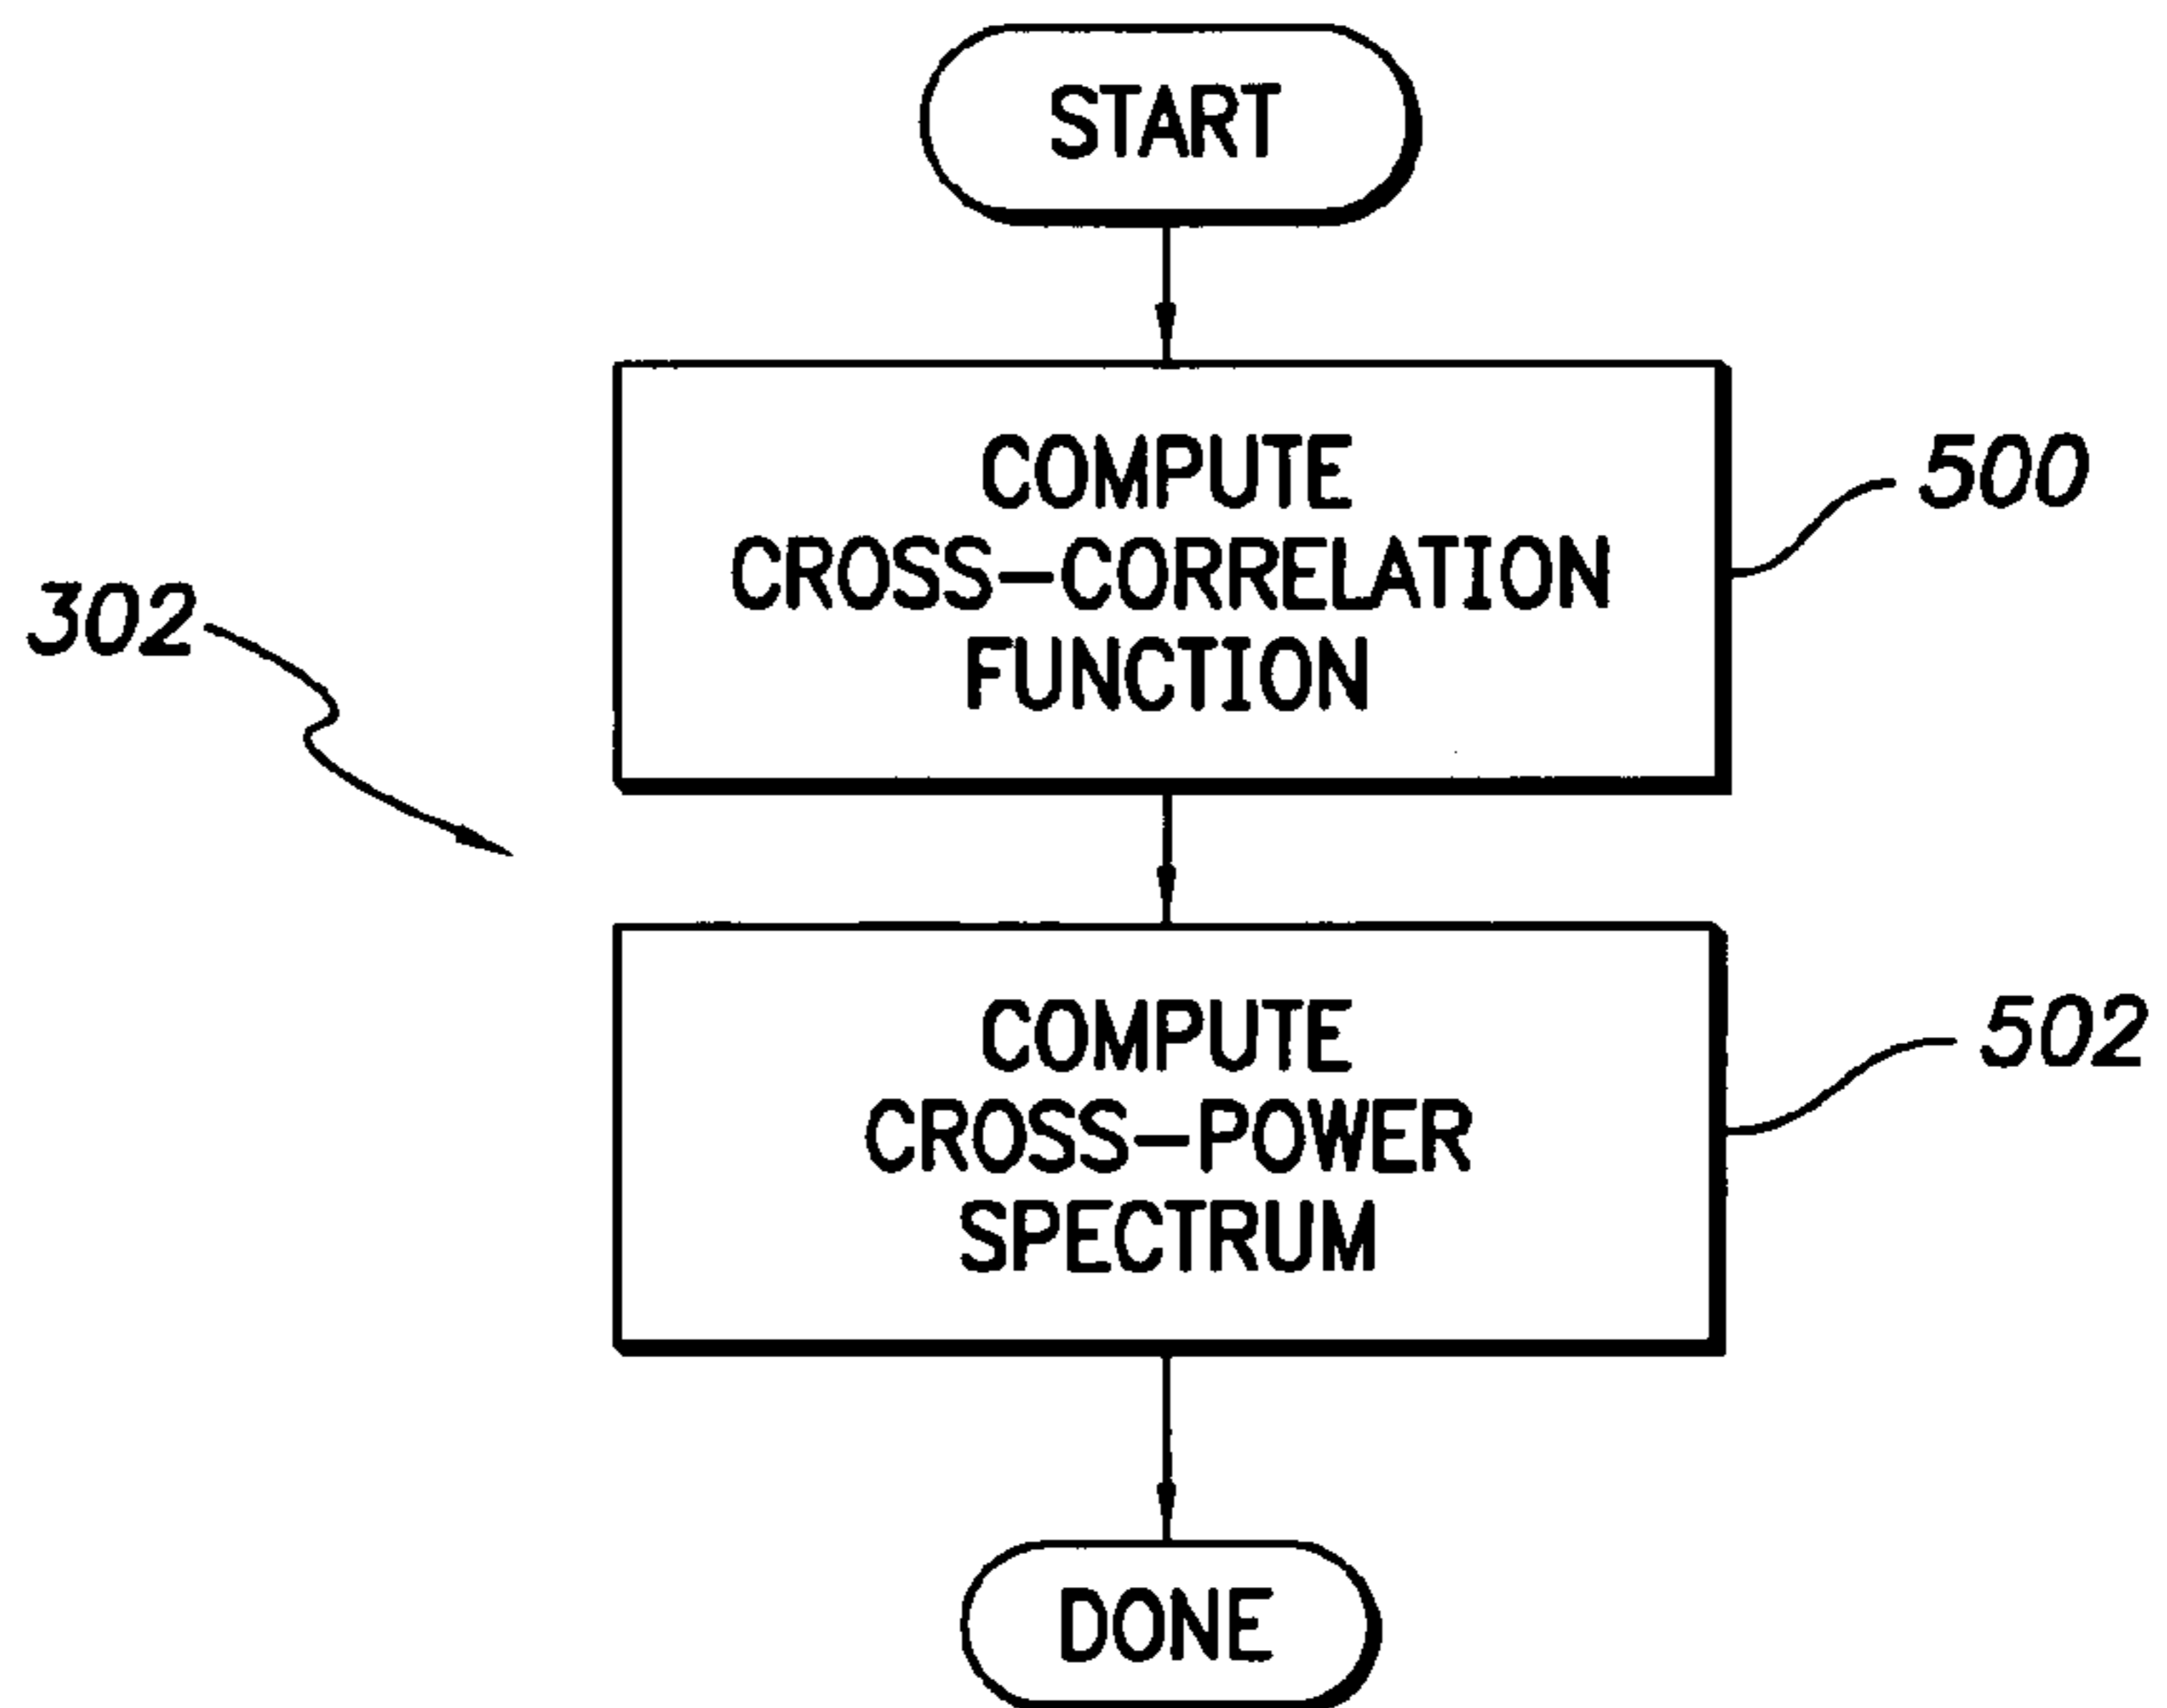 START
COMPUTE
CROSS-CORRELATION
FUNCTION
500
302
COMPUTE
CROSS-POWER
SPECTRUM
502
DONE